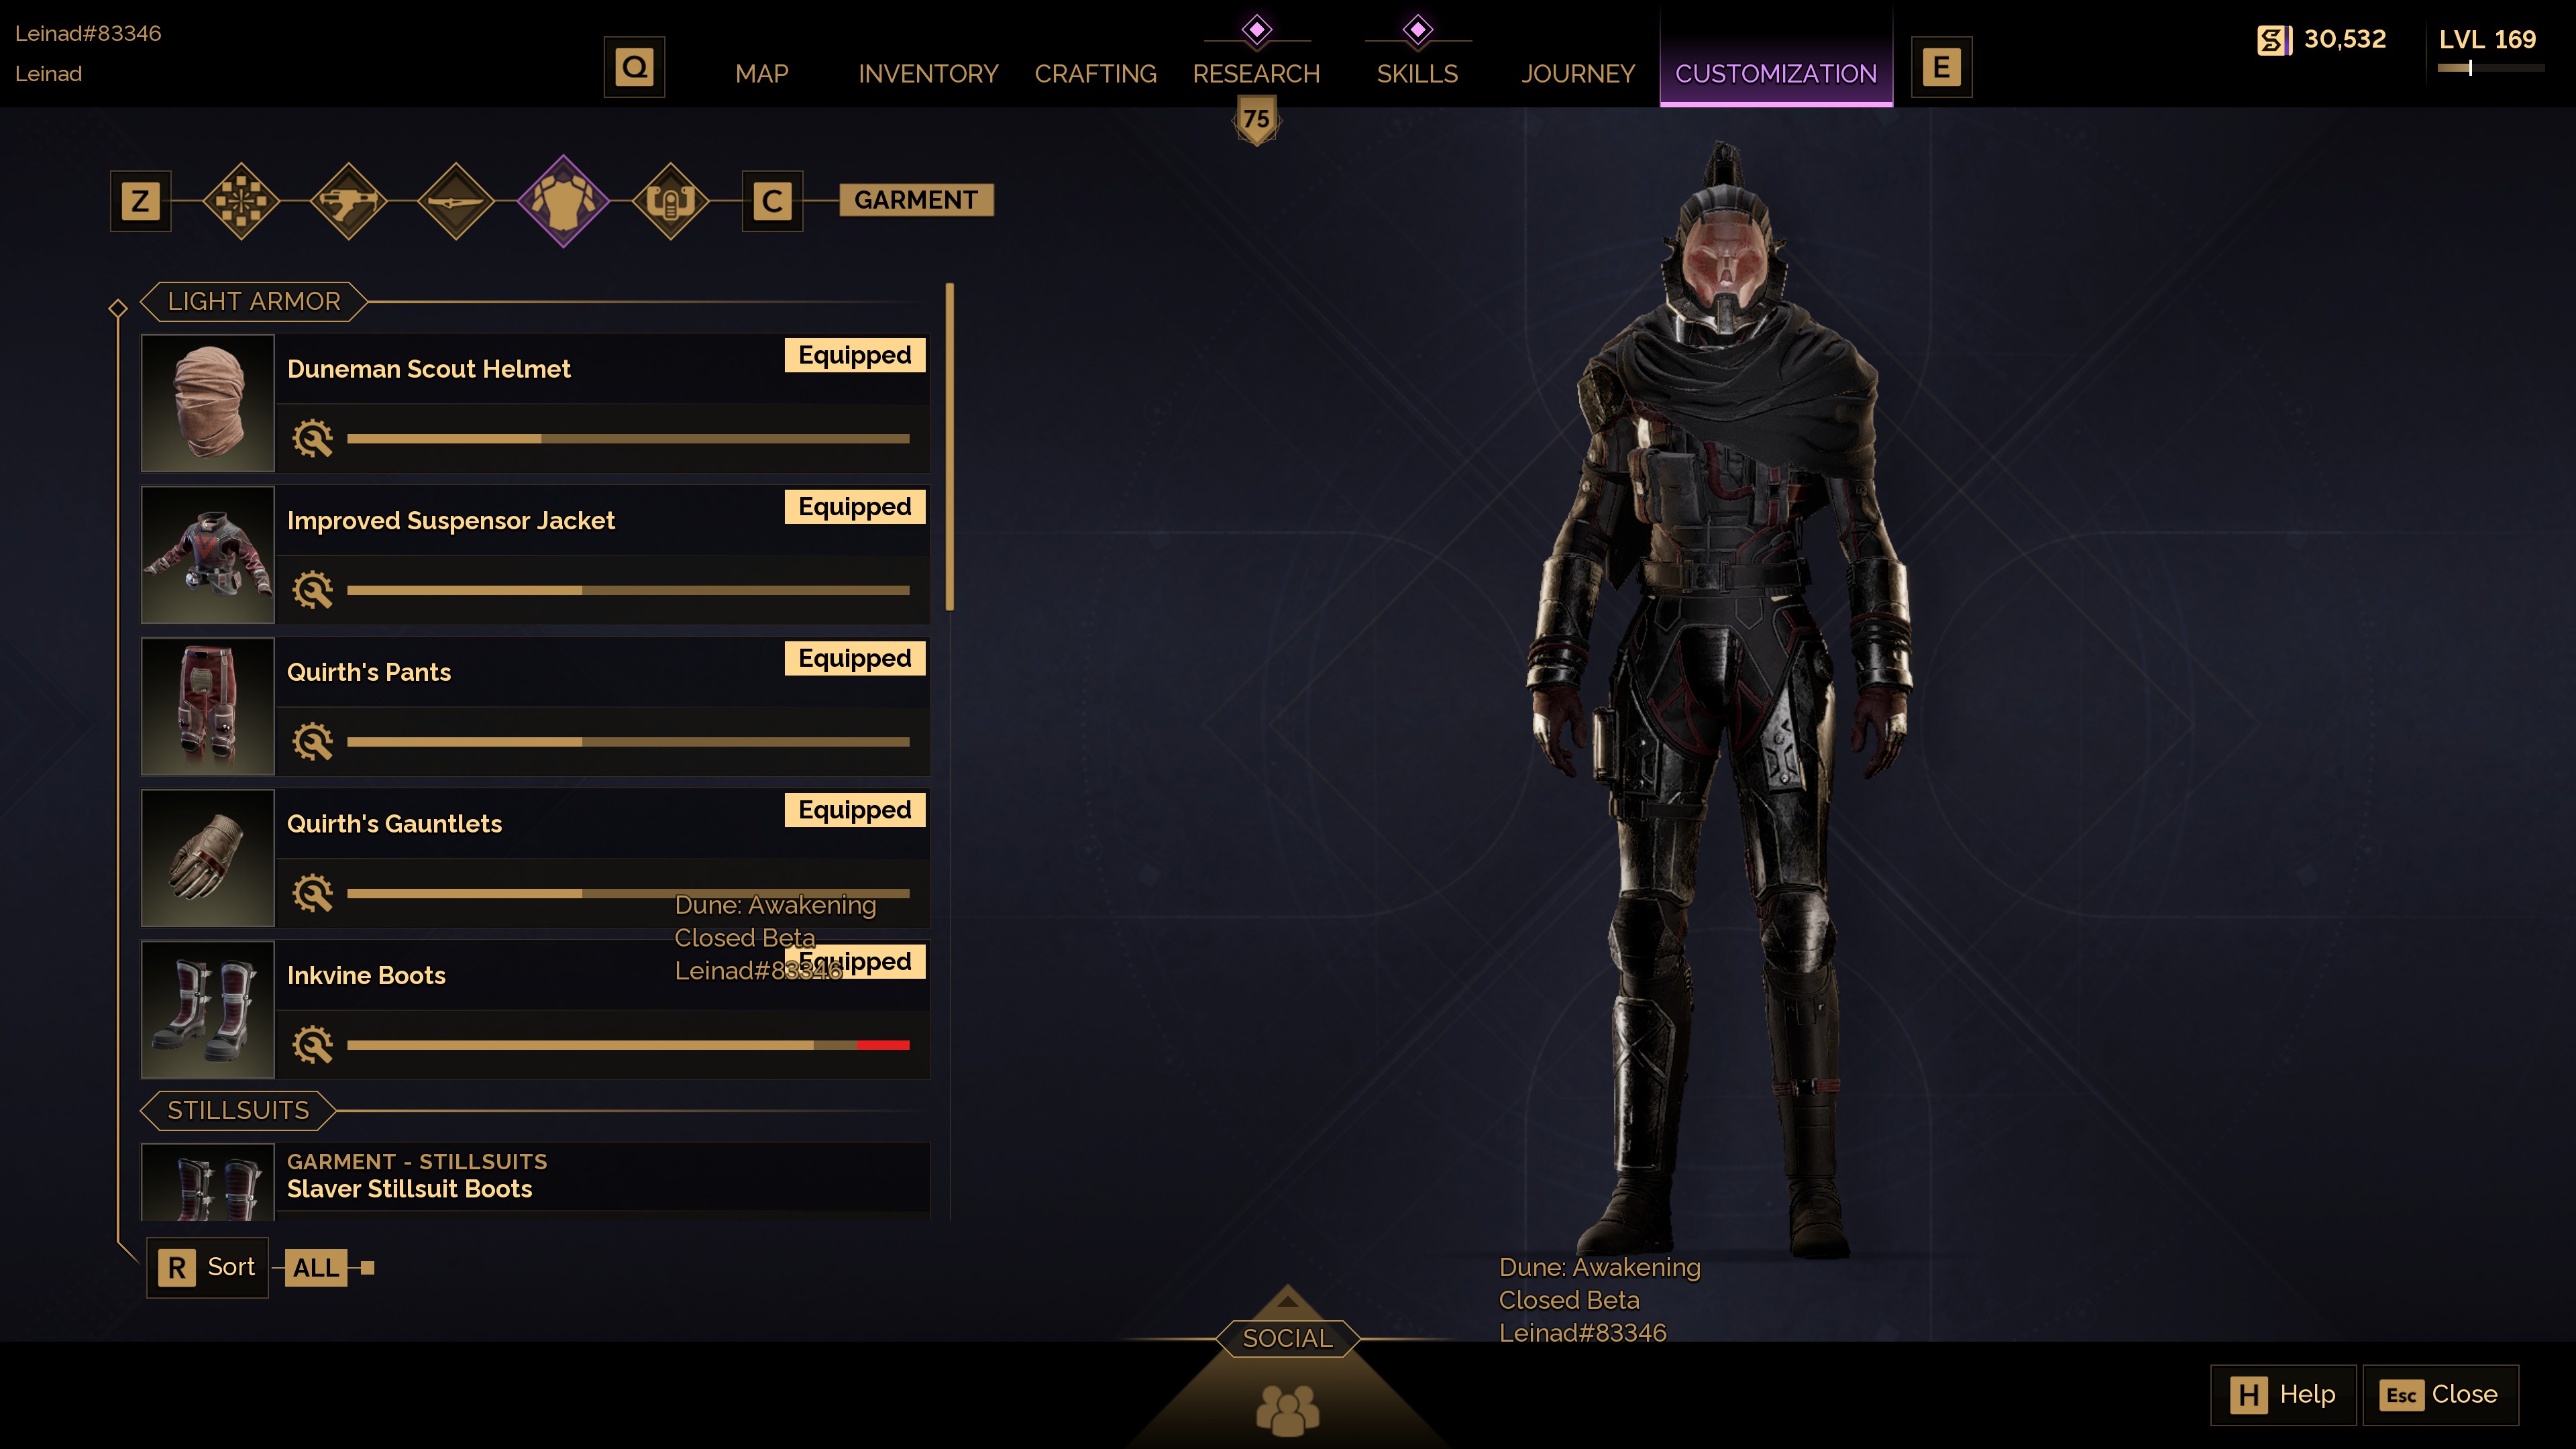 Leinad#83346
Leinad
Q
MAP
INVENTORY
CRAFTING
RESEARCH
SKILLS
JOURNEY
CUSTOMIZATION
E
30,532
LVL 169
75
Z
C
GARMENT
LIGHT ARMOR
Duneman Scout Helmet
Equipped
Improved Suspensor Jacket
Equipped
Quirth's Pants
Equipped
Quirth's Gauntlets
Equipped
Dune: Awakening
Closed Beta
Leinad#83346
Inkvine Boots
Equipped
STILLSUITS
GARMENT - STILLSUITS
Slaver Stillsuit Boots
R Sort ALL
Dune: Awakening
Closed Beta
Leinad#83346
SOCIAL
H Help
Esc Close